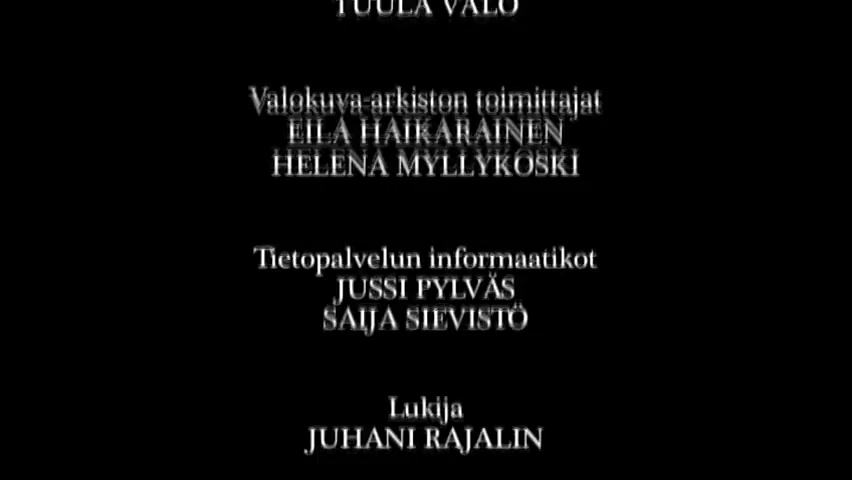 TUULA VALO
Valokuva-arkiston toimittajat
EILA HAIKARAINEN
HELENA MYLLYKOSKI
Tietopalvelun informaatikot
JUSSI PYLVÄS
SAIJA SIEVISTÖ
Lukija
JUHANI RAJALIN